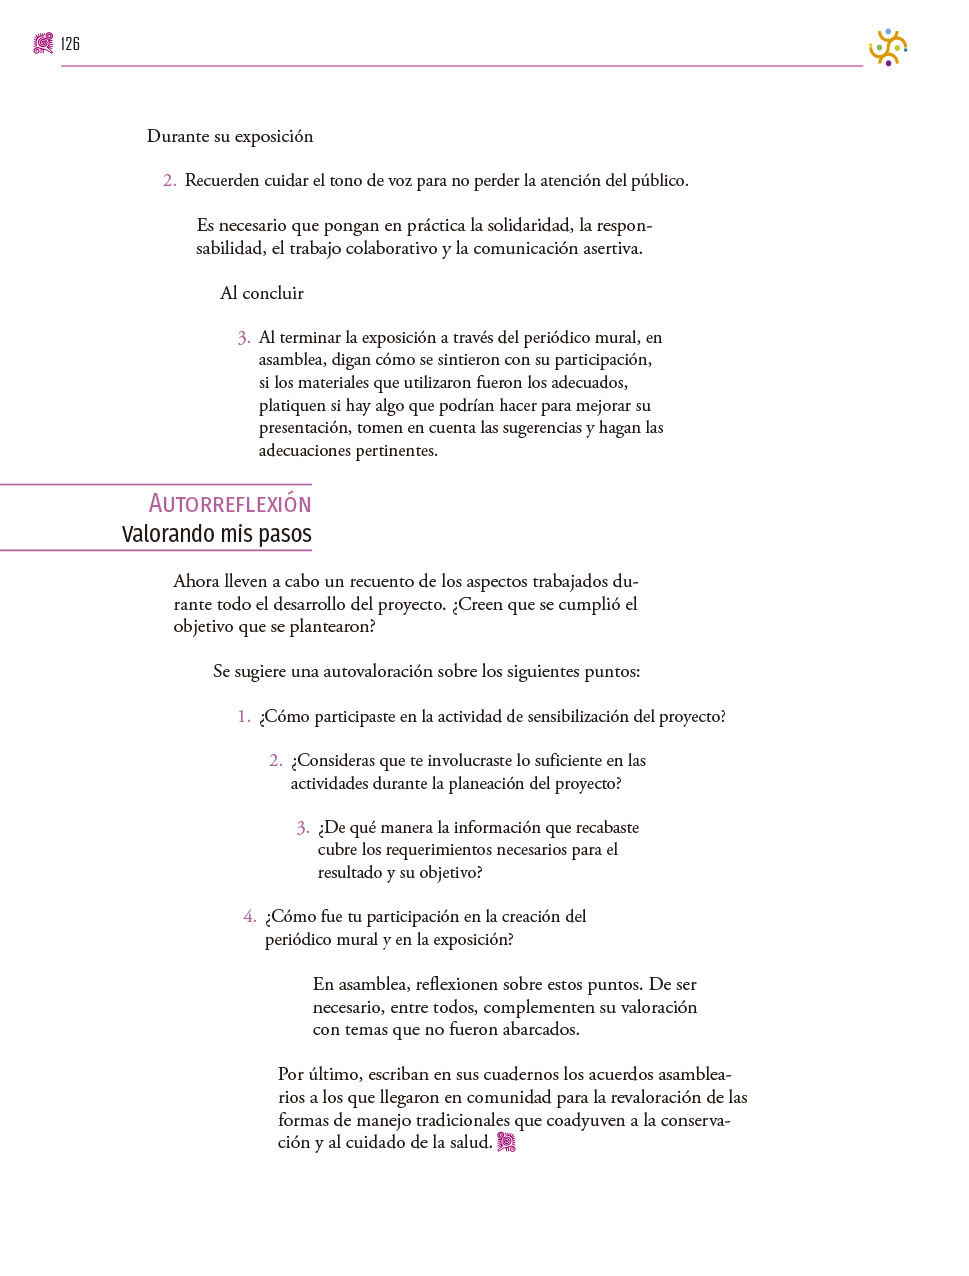 126
Durante su exposición
2. Recuerden cuidar el tono de voz para no perder la atención del público.
Es necesario que pongan en práctica la solidaridad, la respon-
sabilidad, el trabajo colaborativo y la comunicación asertiva.
Al concluir
3. Al terminar la exposición a través del periódico mural, en
asamblea, digan cómo se sintieron con su participación,
si los materiales que utilizaron fueron los adecuados,
platiquen si hay algo que podrían hacer para mejorar su
presentación, tomen en cuenta las sugerencias y hagan las
adecuaciones pertinentes.
Autorreflexión
Valorando mis pasos
Ahora lleven a cabo un recuento de los aspectos trabajados du-
rante todo el desarrollo del proyecto. ¿Creen que se cumplió el
objetivo que se plantearon?
Se sugiere una autovaloración sobre los siguientes puntos:
1. ¿Cómo participaste en la actividad de sensibilización del proyecto?
2. ¿Consideras que te involucraste lo suficiente en las
actividades durante la planeación del proyecto?
3. ¿De qué manera la información que recabaste
cubre los requerimientos necesarios para el
resultado y su objetivo?
4. ¿Cómo fue tu participación en la creación del
periódico mural y en la exposición?
En asamblea, reflexionen sobre estos puntos. De ser
necesario, entre todos, complementen su valoración
con temas que no fueron abarcados.
Por último, escriban en sus cuadernos los acuerdos asamblea-
rios a los que llegaron en comunidad para la revaloración de las
formas de manejo tradicionales que coadyuven a la conserva-
ción y al cuidado de la salud.